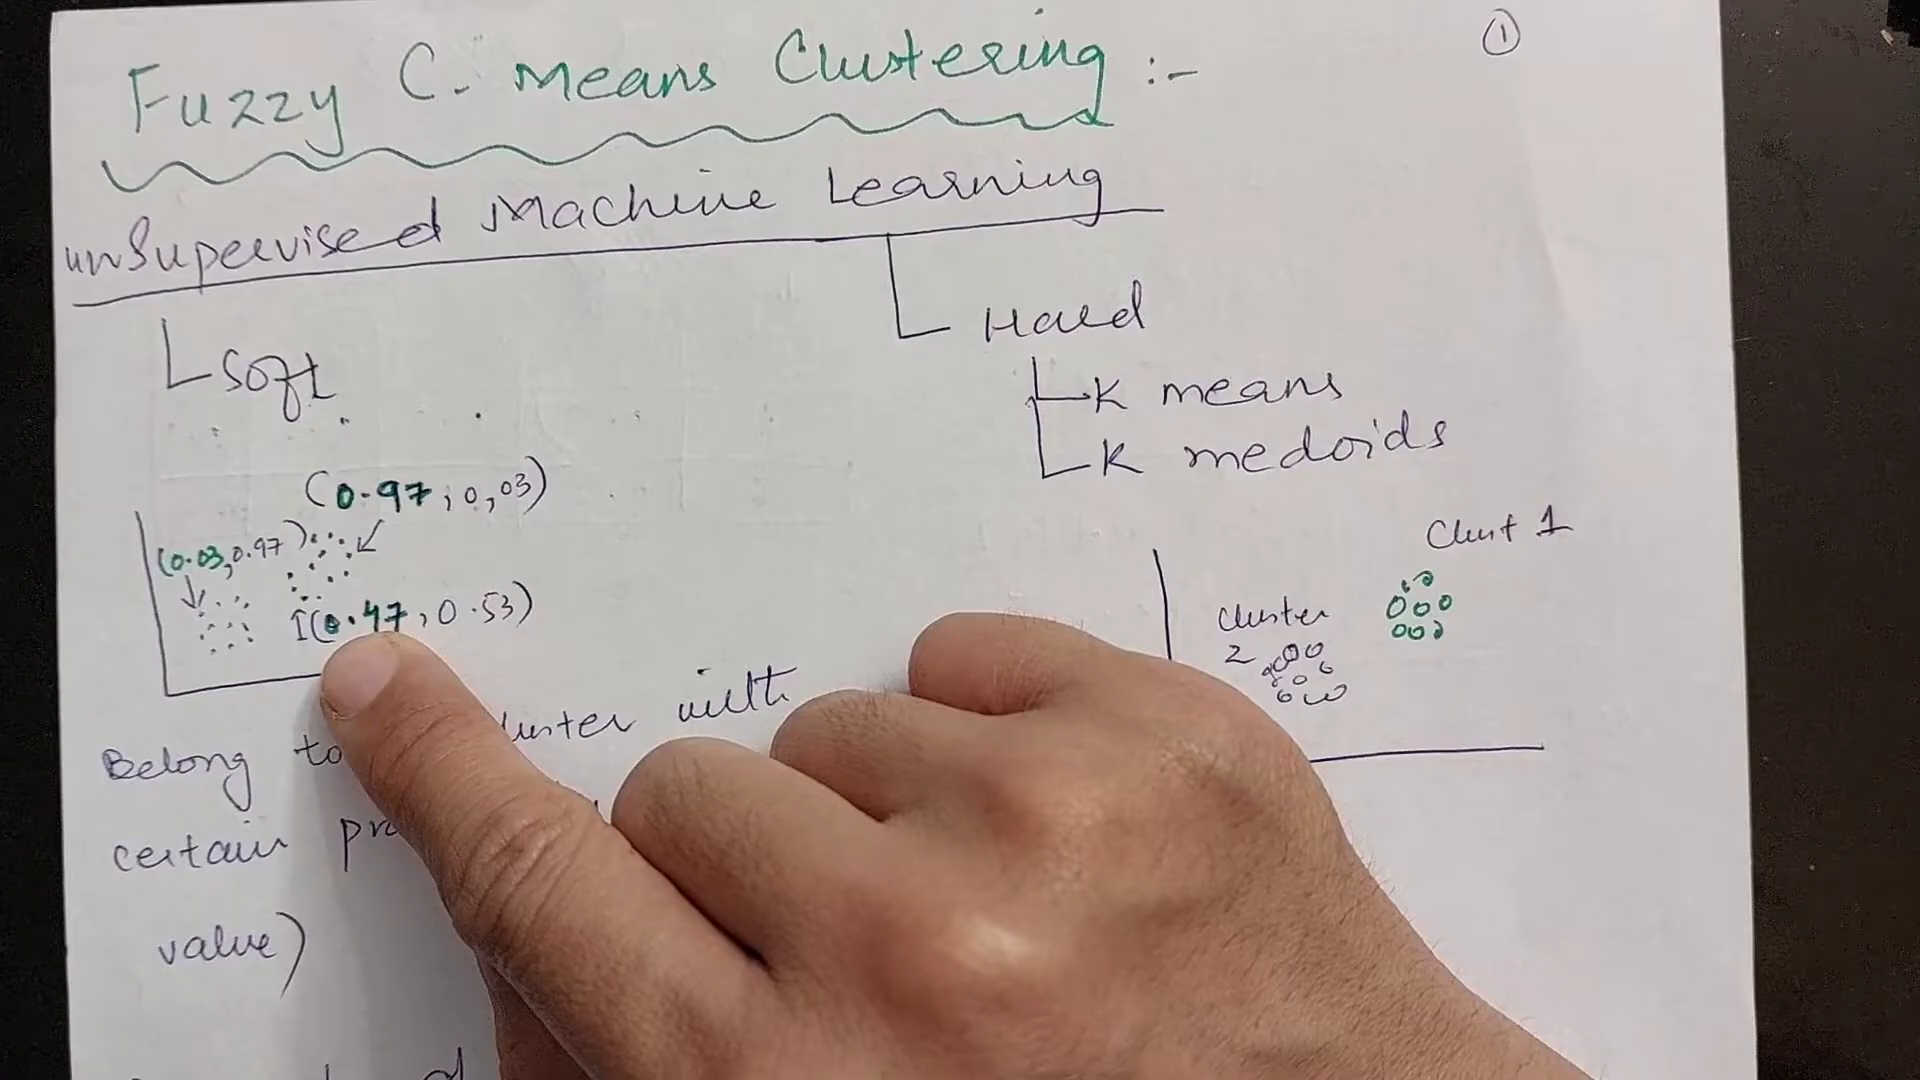 ①
Fuzzy C- Means Clustering :-
unsupervised Machine Learning
Soft
Hard
K means
K medoids
(0.97, 0,03)
(0.03,0.97)
(0.47, 0.53)
Clust 1
Cluster
2
Belong to
with
certain
value)